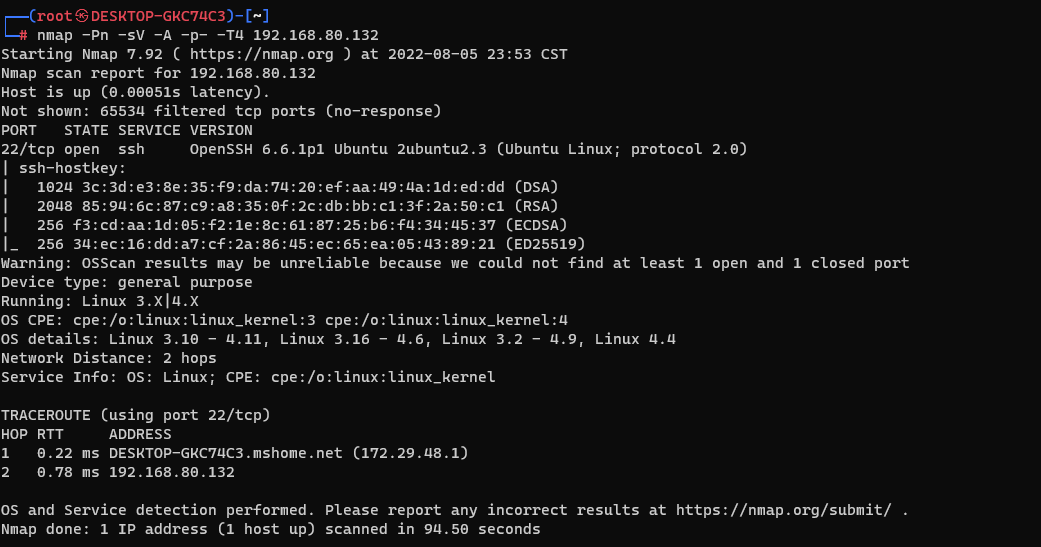 ┌──(root㉿DESKTOP-GKC74C3)-[~]
└─# nmap -Pn -sV -A -p- -T4 192.168.80.132
Starting Nmap 7.92 ( https://nmap.org ) at 2022-08-05 23:53 CST
Nmap scan report for 192.168.80.132
Host is up (0.00051s latency).
Not shown: 65534 filtered tcp ports (no-response)
PORT   STATE SERVICE VERSION
22/tcp open  ssh     OpenSSH 6.6.1p1 Ubuntu 2ubuntu2.3 (Ubuntu Linux; protocol 2.0)
| ssh-hostkey:
|   1024 3c:3d:e3:8e:35:f9:da:74:20:ef:aa:49:4a:1d:ed:dd (DSA)
|   2048 85:94:6c:87:c9:a8:35:0f:2c:db:bb:c1:3f:2a:50:c1 (RSA)
|   256 f3:cd:aa:1d:05:f2:1e:8c:61:87:25:b6:f4:34:45:37 (ECDSA)
|_  256 34:ec:16:dd:a7:cf:2a:86:45:ec:65:ea:05:43:89:21 (ED25519)
Warning: OSScan results may be unreliable because we could not find at least 1 open and 1 closed port
Device type: general purpose
Running: Linux 3.X|4.X
OS CPE: cpe:/o:linux:linux_kernel:3 cpe:/o:linux:linux_kernel:4
OS details: Linux 3.10 - 4.11, Linux 3.16 - 4.6, Linux 3.2 - 4.9, Linux 4.4
Network Distance: 2 hops
Service Info: OS: Linux; CPE: cpe:/o:linux:linux_kernel

TRACEROUTE (using port 22/tcp)
HOP RTT     ADDRESS
1   0.22 ms DESKTOP-GKC74C3.mshome.net (172.29.48.1)
2   0.78 ms 192.168.80.132

OS and Service detection performed. Please report any incorrect results at https://nmap.org/submit/ .
Nmap done: 1 IP address (1 host up) scanned in 94.50 seconds